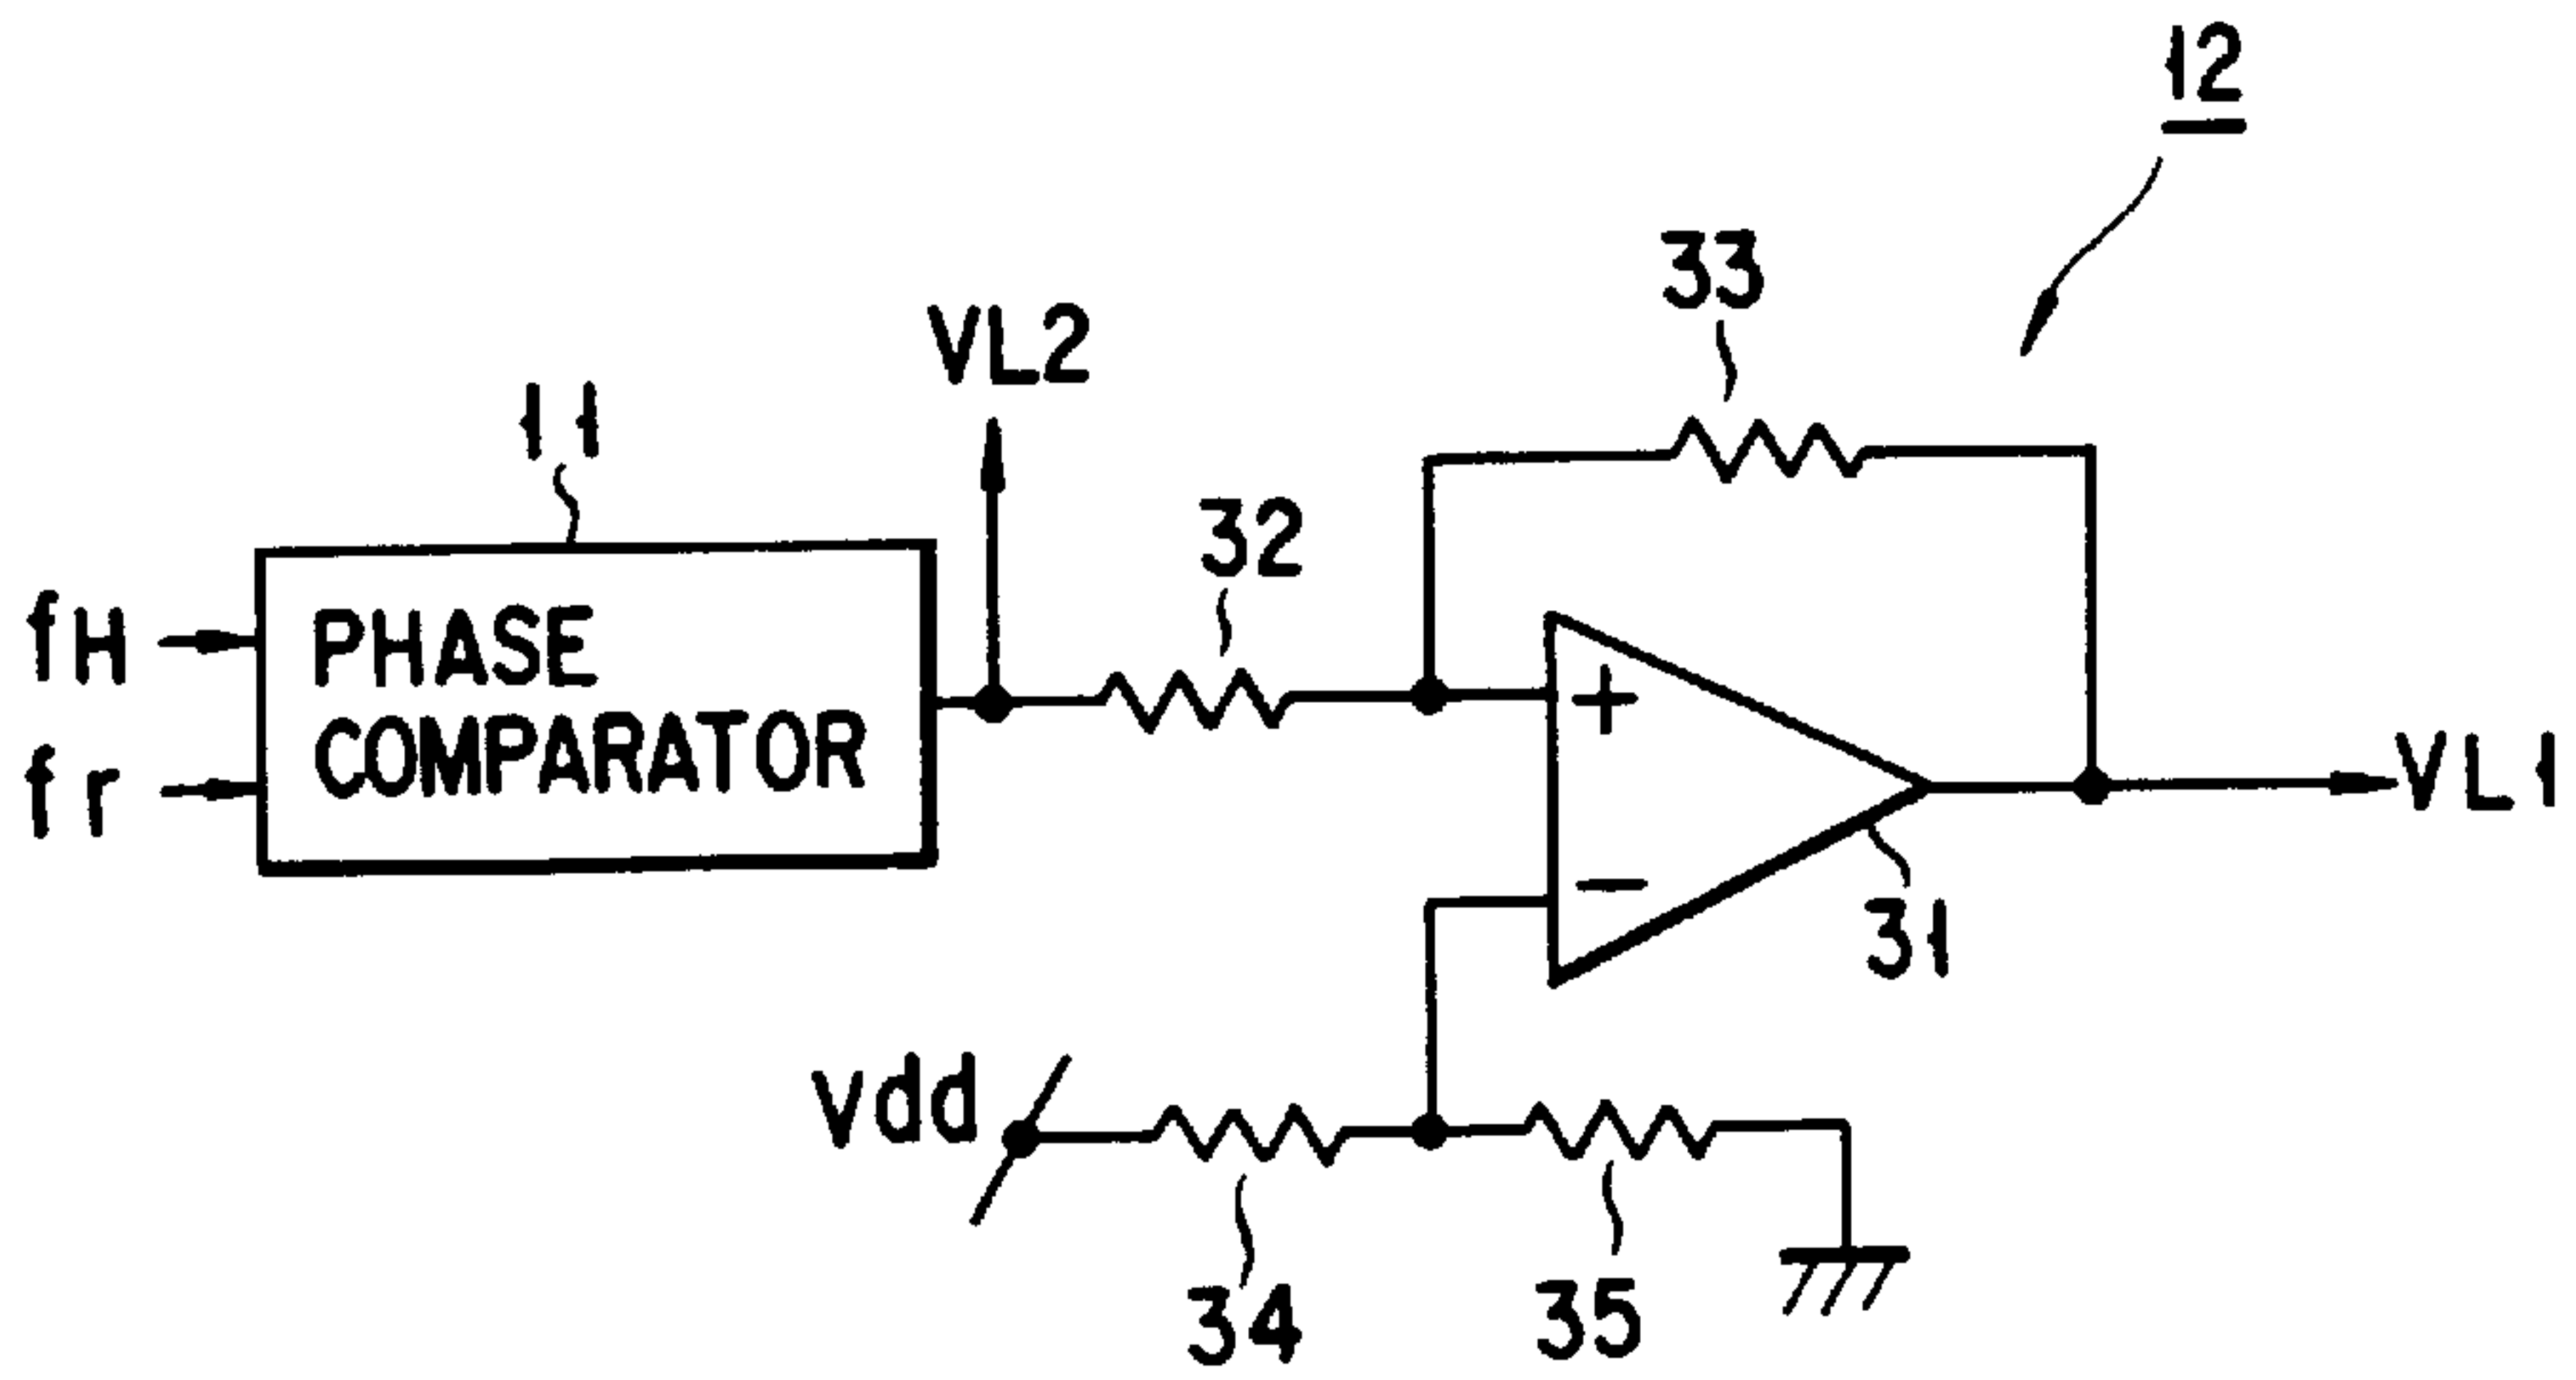 12
33
VL2
11
32
fH
PHASE
COMPARATOR
fr
+
VL1
−
31
Vdd
34
35